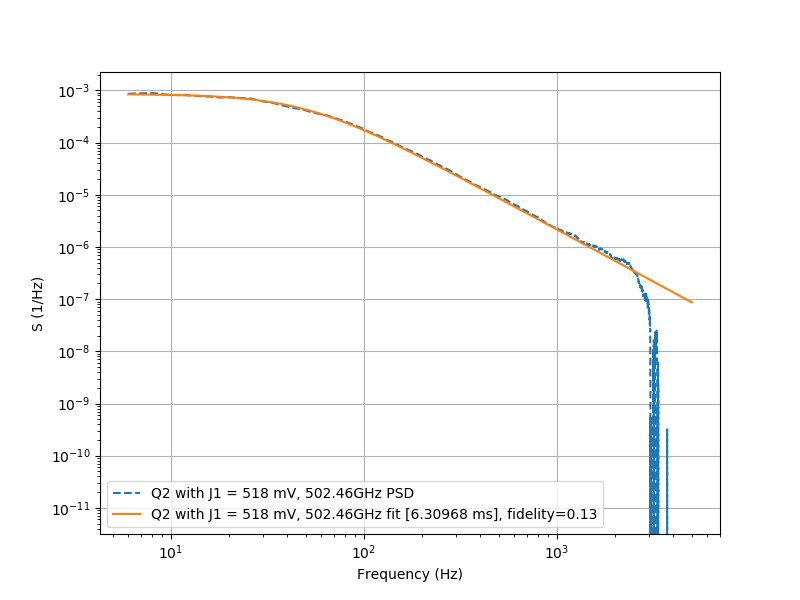 10⁻³
10⁻⁴
10⁻⁵
10⁻⁶
10⁻⁷
10⁻⁸
10⁻⁹
10⁻¹⁰
10⁻¹¹
S (1/Hz)
Q2 with J1 = 518 mV, 502.46GHz PSD
Q2 with J1 = 518 mV, 502.46GHz fit [6.30968 ms], fidelity=0.13
10¹ 10² 10³
Frequency (Hz)